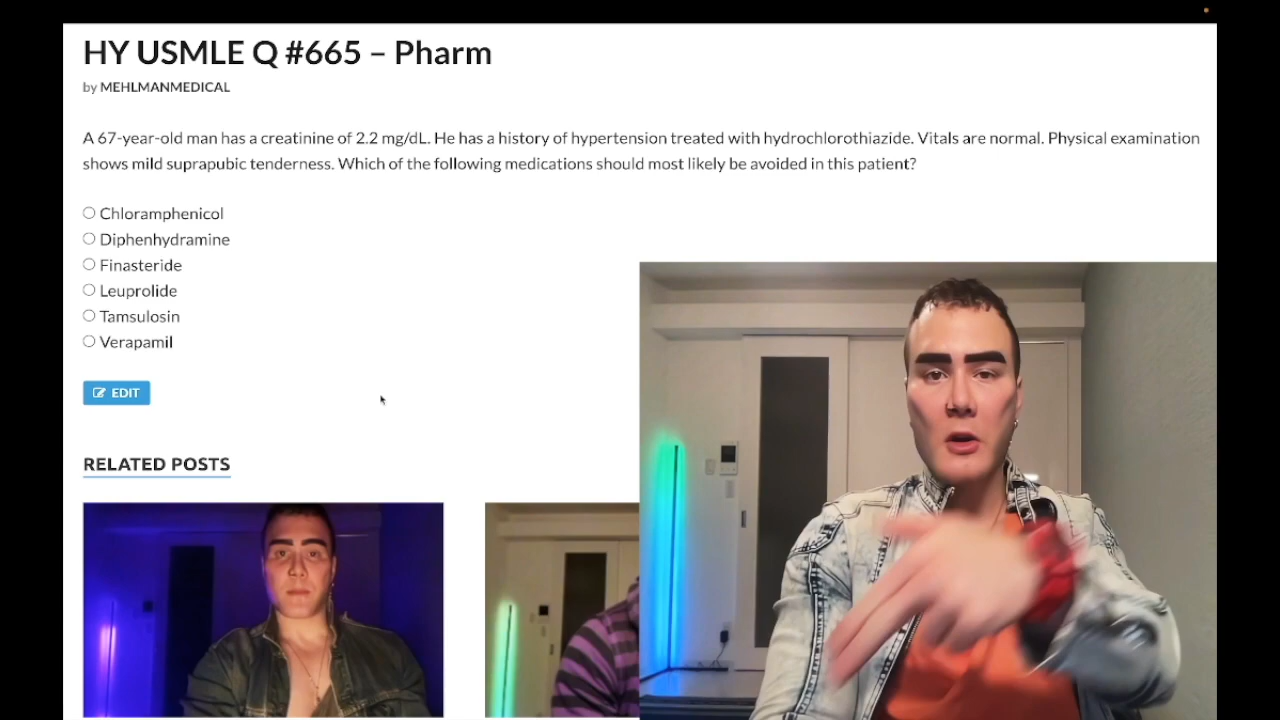 HY USMLE Q #665 – Pharm
by MEHLMANMEDICAL
A 67-year-old man has a creatinine of 2.2 mg/dL. He has a history of hypertension treated with hydrochlorothiazide. Vitals are normal. Physical examination
shows mild suprapubic tenderness. Which of the following medications should most likely be avoided in this patient?
Chloramphenicol
Diphenhydramine
Finasteride
Leuprolide
Tamsulosin
Verapamil
EDIT
RELATED POSTS